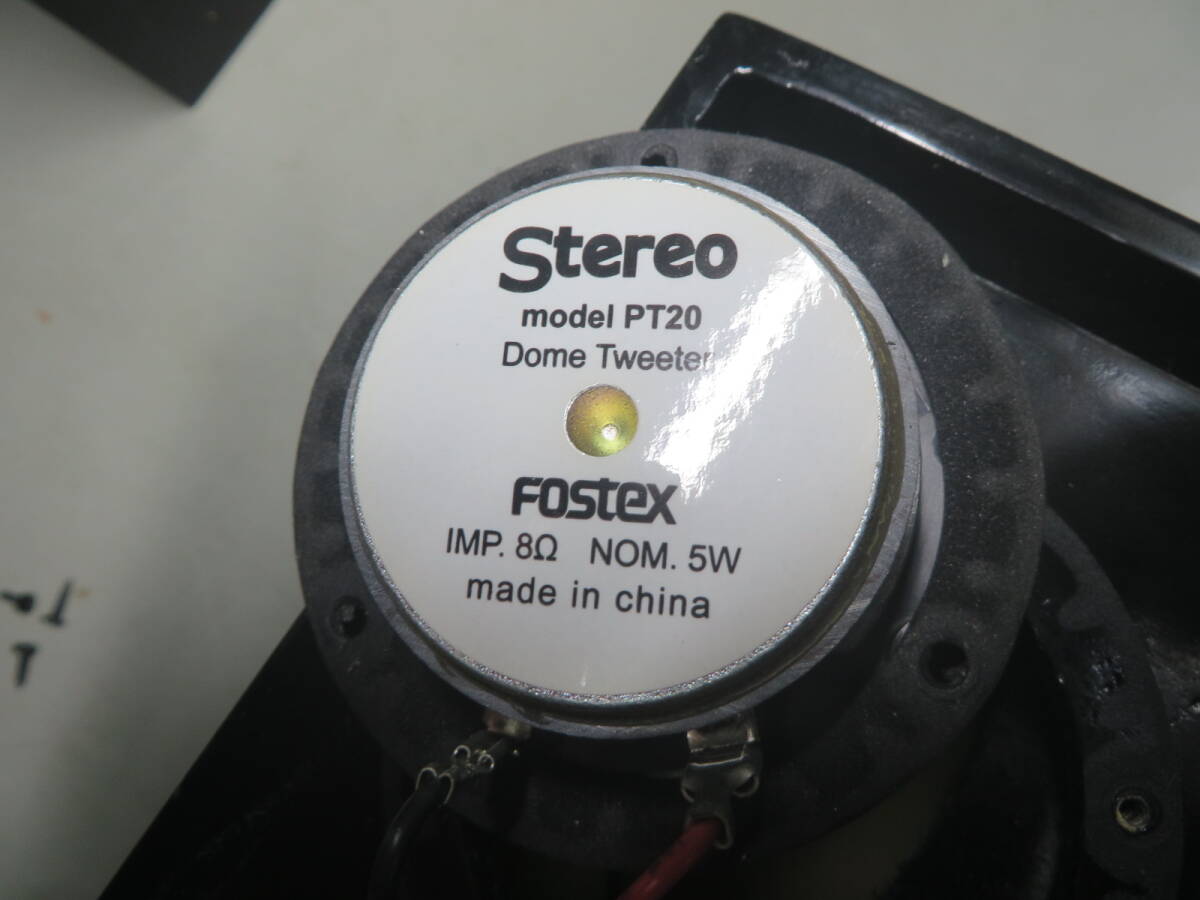 Stereo
model PT20
Dome Tweeter
FOSTEX
IMP. 8Ω NOM. 5W
made in china